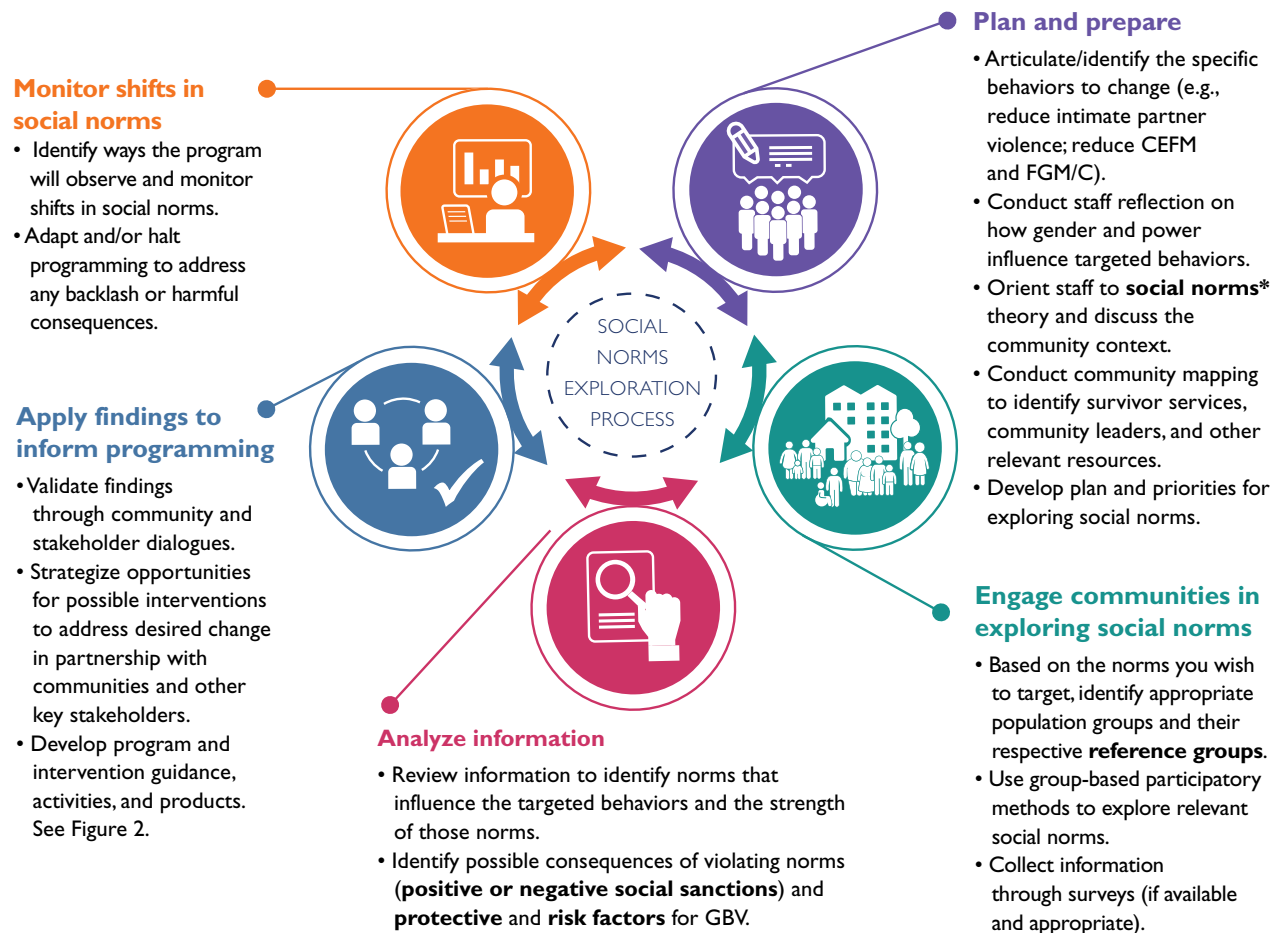 Plan and prepare
• Articulate/identify the specific
behaviors to change (e.g.,
reduce intimate partner
violence; reduce CEFM
and FGM/C).
• Conduct staff reflection on
how gender and power
influence targeted behaviors.
• Orient staff to social norms*
theory and discuss the
community context.
• Conduct community mapping
to identify survivor services,
community leaders, and other
relevant resources.
• Develop plan and priorities for
exploring social norms.
Engage communities in
exploring social norms
• Based on the norms you wish
to target, identify appropriate
population groups and their
respective reference groups.
• Use group-based participatory
methods to explore relevant
social norms.
• Collect information
through surveys (if available
and appropriate).
Analyze information
• Review information to identify norms that
influence the targeted behaviors and the strength
of those norms.
• Identify possible consequences of violating norms
(positive or negative social sanctions) and
protective and risk factors for GBV.
Apply findings to
inform programming
• Validate findings
through community and
stakeholder dialogues.
• Strategize opportunities
for possible interventions
to address desired change
in partnership with
communities and other
key stakeholders.
• Develop program and
intervention guidance,
activities, and products.
See Figure 2.
Monitor shifts in
social norms
• Identify ways the program
will observe and monitor
shifts in social norms.
• Adapt and/or halt
programming to address
any backlash or harmful
consequences.
SOCIAL
NORMS
EXPLORATION
PROCESS